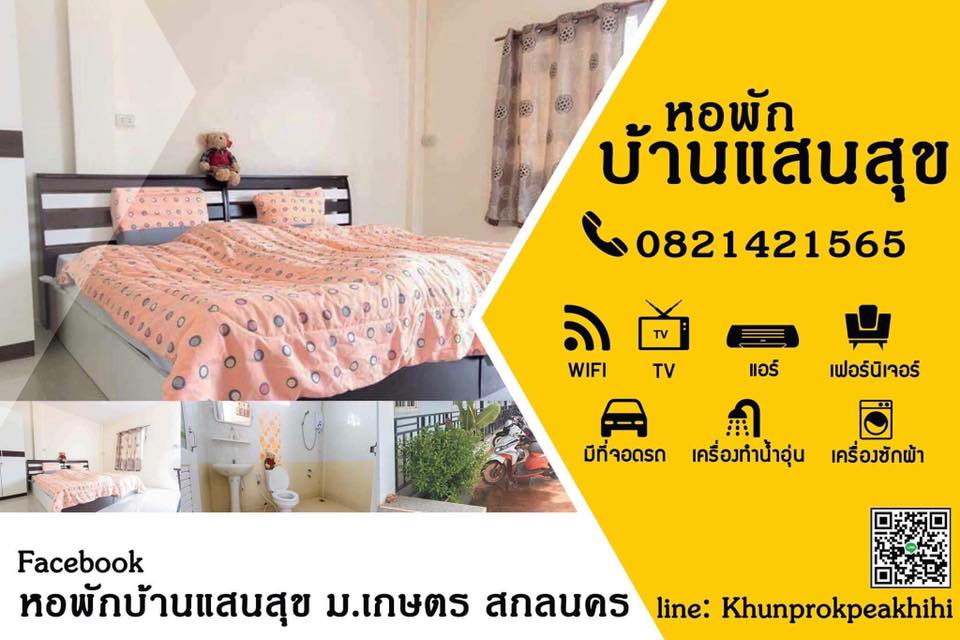 หอพัก
บ้านแสนสุข
0821421565
WIFI
TV
TV
แอร์
เฟอร์นิเจอร์
มีที่จอดรถ
เครื่องทำน้ำอุ่น
เครื่องซักผ้า
Facebook
หอพักบ้านแสนสุข ม.เกษตร สกลนคร
line: Khunprokpeakhihi